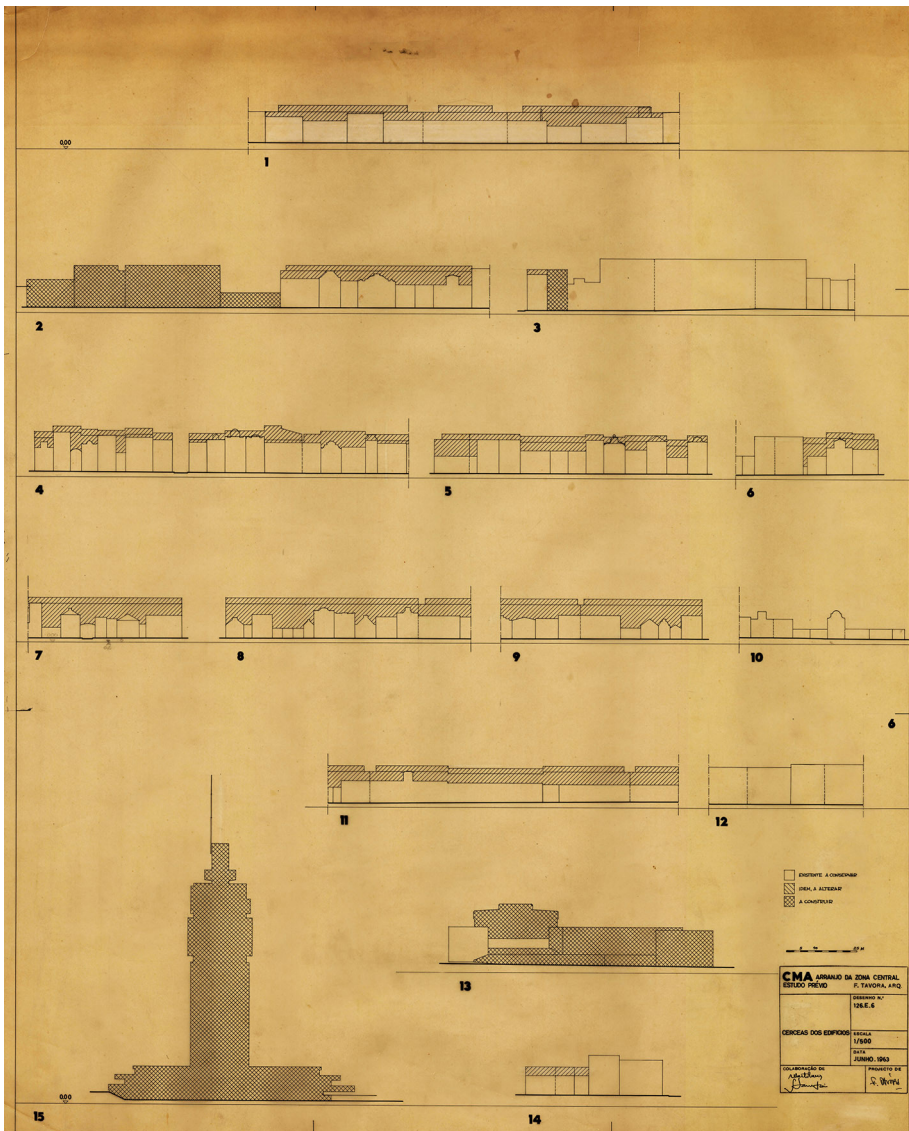 0.00
1
2
3
4
5
6
7
8
9
10
6
11
12
EXISTENTE A CONSERVAR
IDEM, A ALTERAR
A CONSTRUIR
13
CMA ARRANJO DA ZONA CENTRAL
ESTUDO PRÉVIO F. TAVORA, ARQ.
DESENHO N.º
126.E.6
CERCEAS DOS EDIFICIOS
ESCALA
1/500
DATA
JUNHO.1963
COLABORAÇÃO DE
PROJECTO DE
0.00
15
14